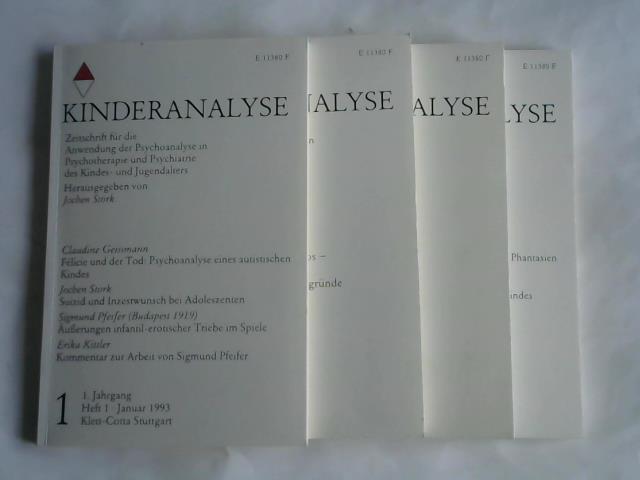 E 11380 F
KINDERANALYSE
Zeitschrift für die
Anwendung der Psychoanalyse in
Psychotherapie und Psychiatrie
des Kindes- und Jugendalters
Herausgegeben von
Jochen Stork
Claudine Geissmann
Félicie und der Tod: Psychoanalyse eines autistischen
Kindes
Jochen Stork
Suizid und Inzestwunsch bei Adoleszenten
Sigmund Pfeifer (Budapest 1919)
Äußerungen infantil-erotischer Triebe im Spiele
Erika Kittler
Kommentar zur Arbeit von Sigmund Pfeifer
1
1. Jahrgang
Heft 1 · Januar 1993
Klett-Cotta Stuttgart
E 11380 F
ALYSE
n
os –
gründe
E 11380 F
ALYSE
E 11380 F
LYSE
Phantasien
indes